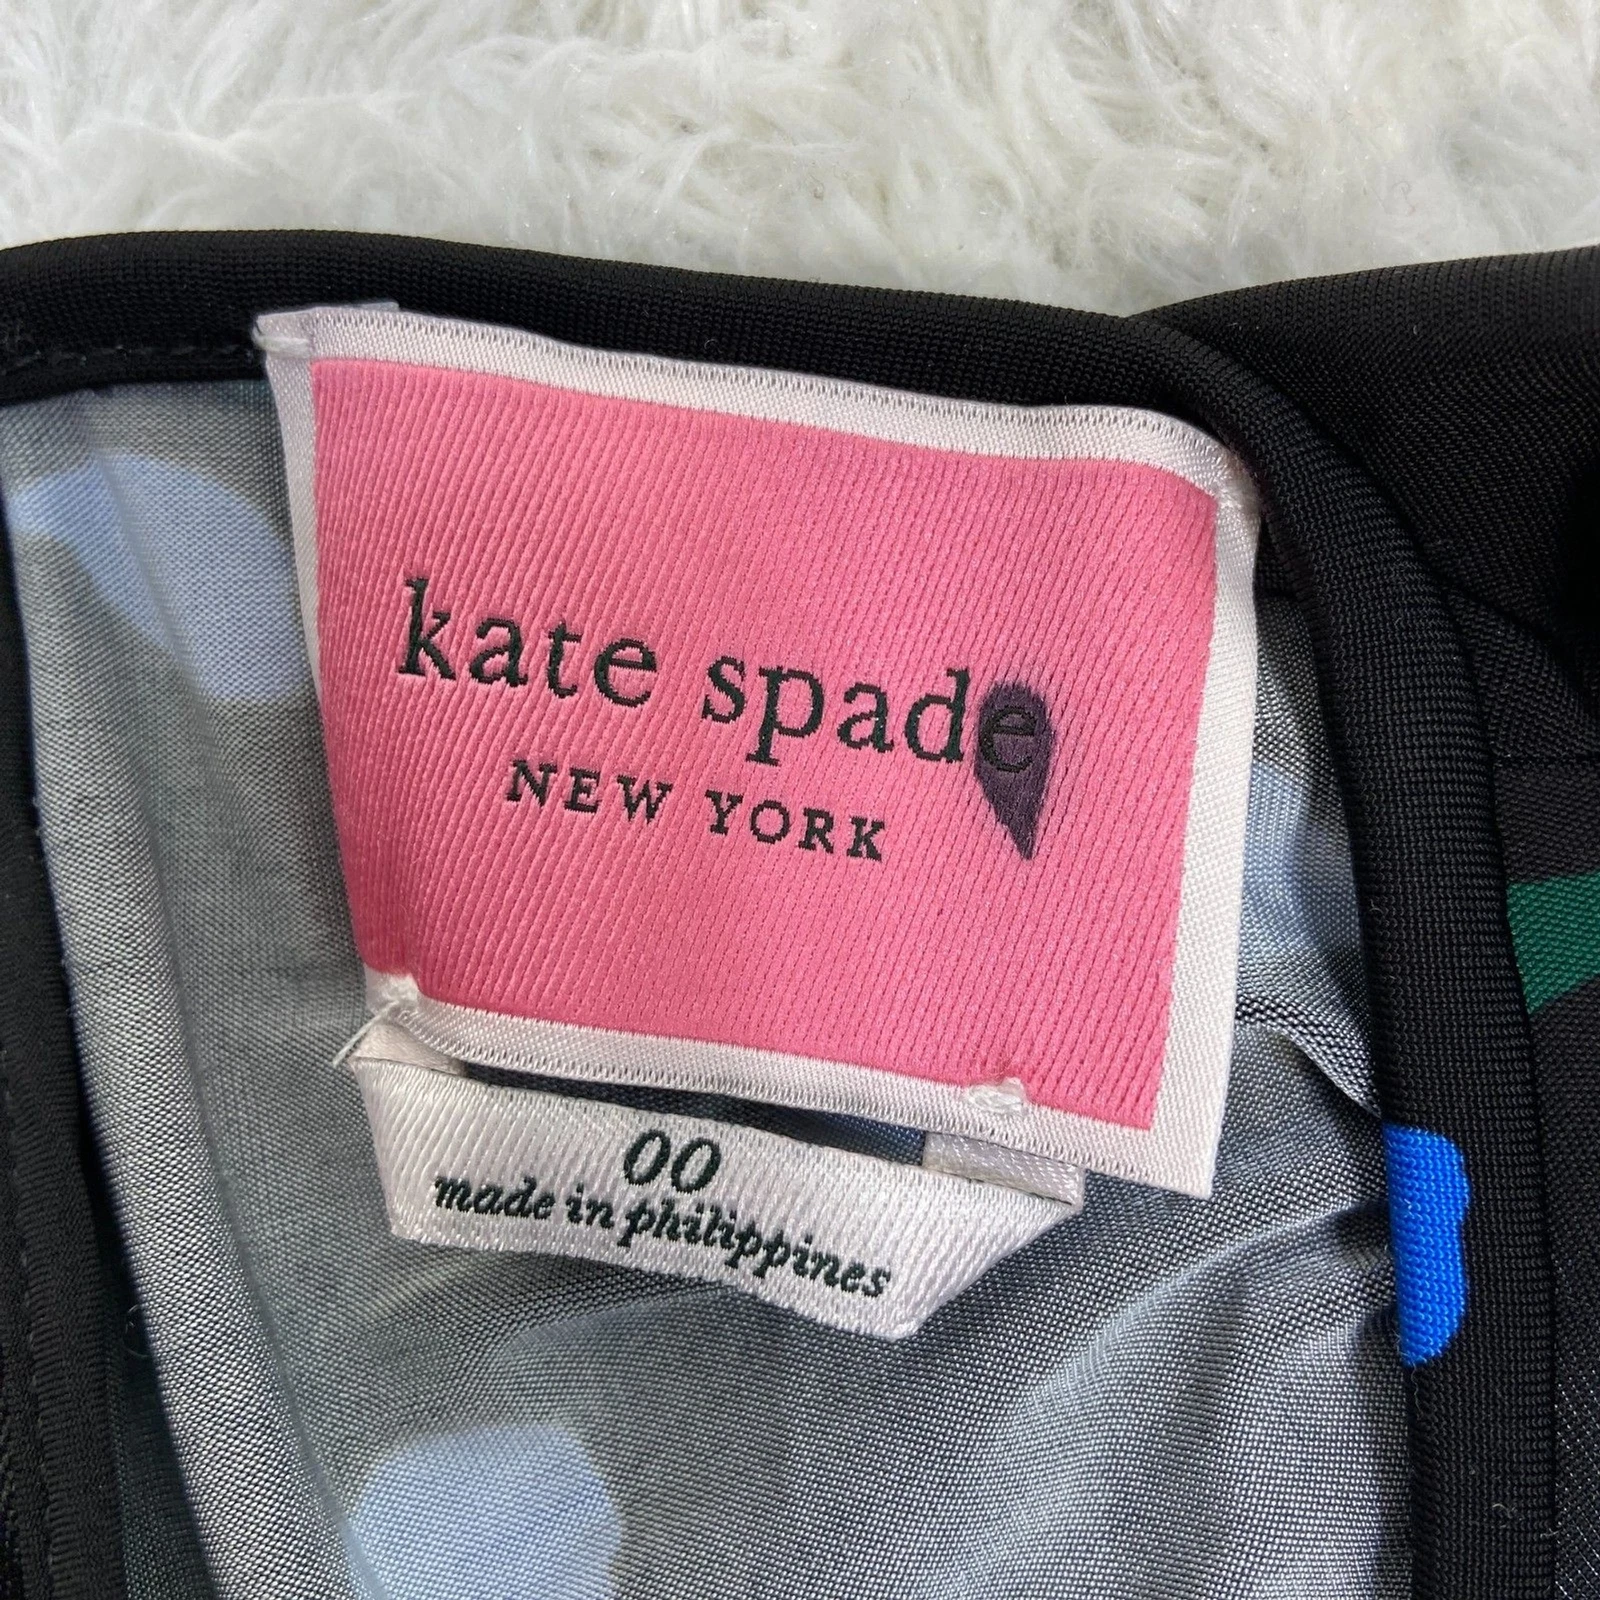 kate spade
NEW YORK
00
made in philippines